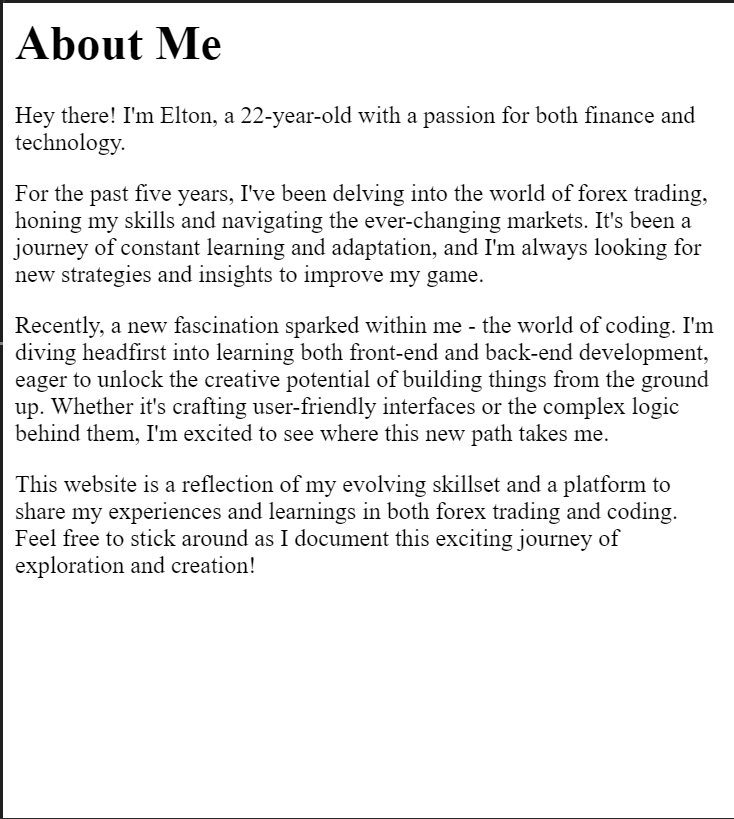 About Me
Hey there! I'm Elton, a 22-year-old with a passion for both finance and
technology.
For the past five years, I've been delving into the world of forex trading,
honing my skills and navigating the ever-changing markets. It's been a
journey of constant learning and adaptation, and I'm always looking for
new strategies and insights to improve my game.
Recently, a new fascination sparked within me - the world of coding. I'm
diving headfirst into learning both front-end and back-end development,
eager to unlock the creative potential of building things from the ground
up. Whether it's crafting user-friendly interfaces or the complex logic
behind them, I'm excited to see where this new path takes me.
This website is a reflection of my evolving skillset and a platform to
share my experiences and learnings in both forex trading and coding.
Feel free to stick around as I document this exciting journey of
exploration and creation!